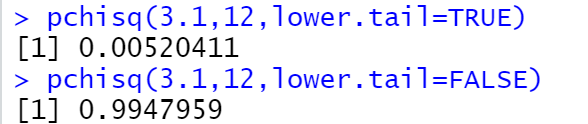 > pchisq(3.1,12,lower.tail=TRUE)
[1] 0.00520411
> pchisq(3.1,12,lower.tail=FALSE)
[1] 0.9947959